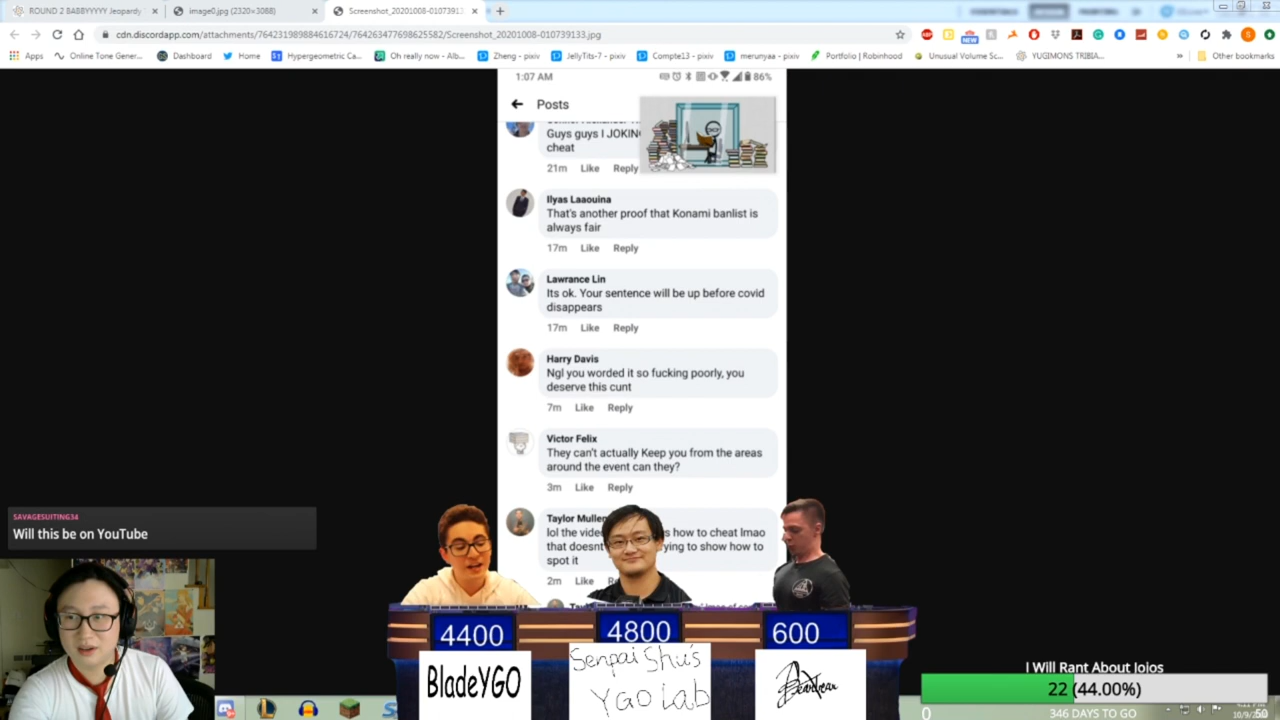 ROUND 2 BABBYYYYY Jeopardy
image0.jpg (2320×3088)
Screenshot_20201008-0107391
cdn.discordapp.com/attachments/764231989884616724/764263477698625582/Screenshot_20201008-010739133.jpg
Apps
Online Tone Gener...
Dashboard
Home
Hypergeometric Ca...
Oh really now - Alb...
Zheng - pixiv
JellyTits-7 - pixiv
Compte13 - pixiv
merunyaa - pixiv
Portfolio | Robinhood
Unusual Volume Sc...
YUGIMONS TRIBIA...
Other bookmarks
1:07 AM
86%
Posts
Guys guys I JOKIN
cheat
21m Like Reply
Ilyas Laaouina
That's another proof that Konami banlist is
always fair
17m Like Reply
Lawrance Lin
Its ok. Your sentence will be up before covid
disappears
17m Like Reply
Harry Davis
Ngl you worded it so fucking poorly, you
deserve this cunt
7m Like Reply
Victor Felix
They can't actually Keep you from the areas
around the event can they?
3m Like Reply
Taylor Mulle
lol the vide s how to cheat lmao
that doesnt rying to show how to
spot it
2m Like Re
SAVAGESUITING34
Will this be on YouTube
4400
4800
600
BladeYGO
Senpai Shu's
YGO Lab
I Will Rant About Jojos
22 (44.00%)
0
50
346 DAYS TO GO